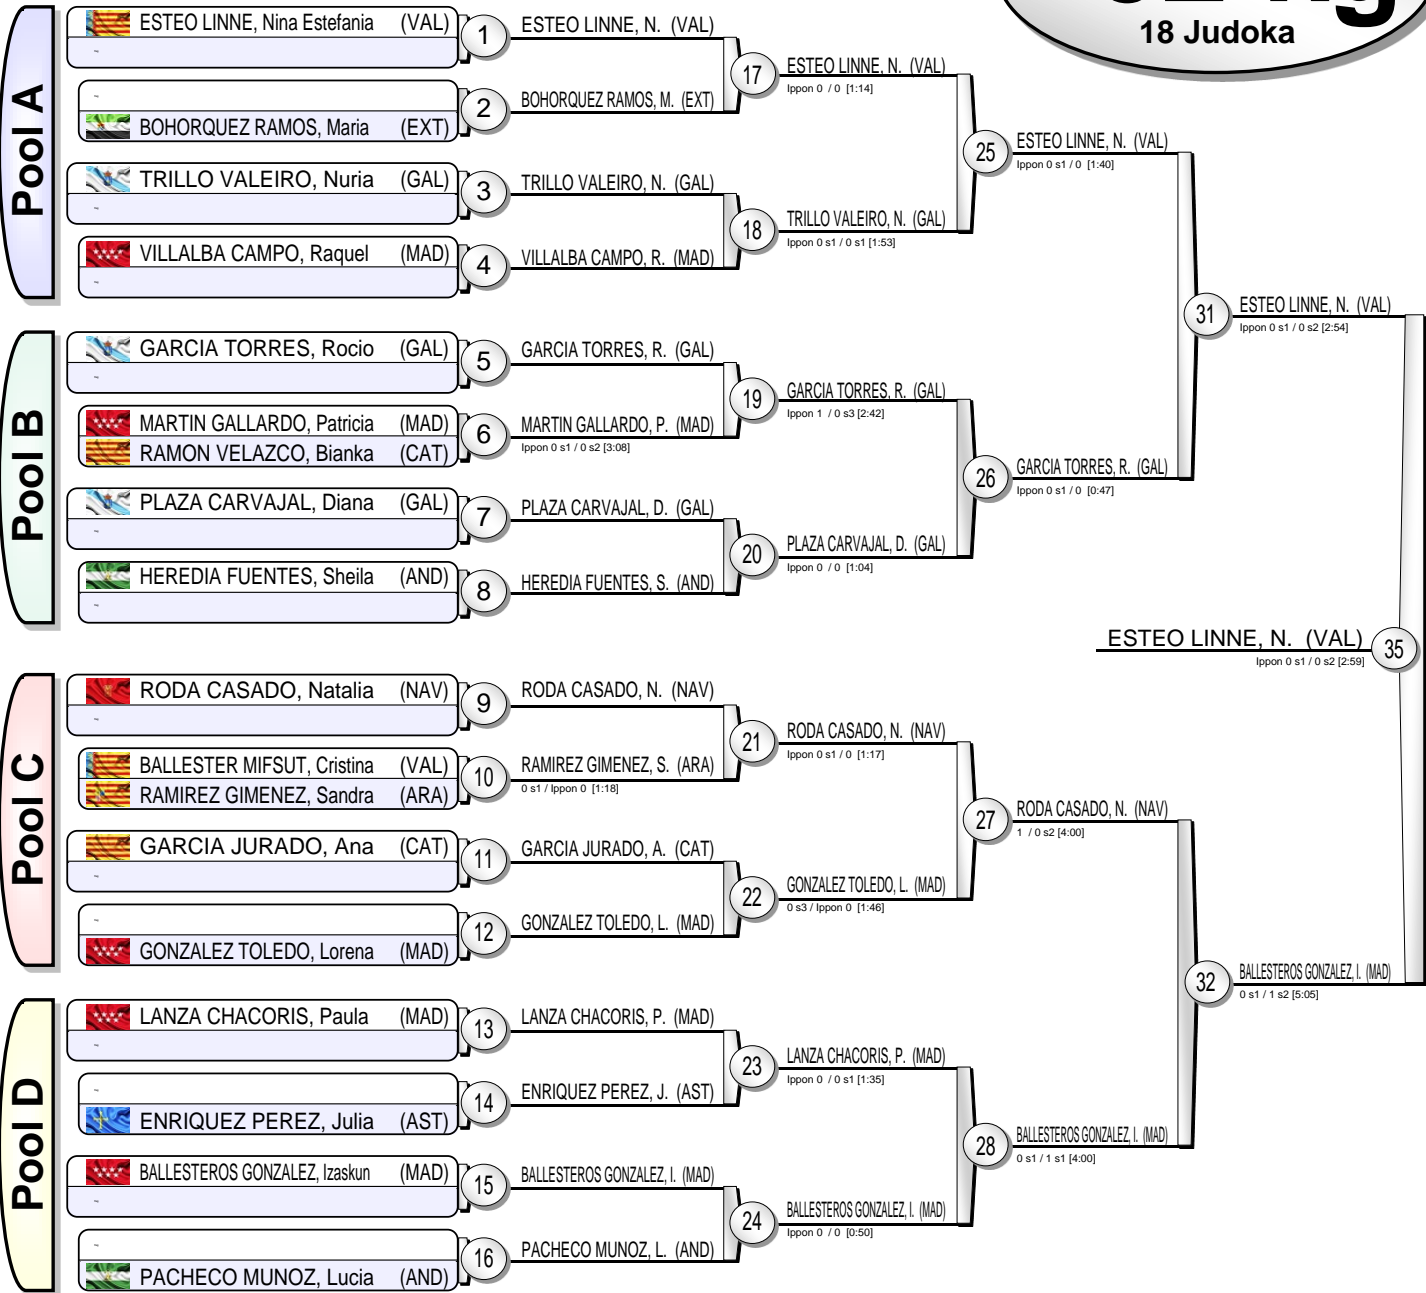 18 Judoka
Pool A
ESTEO LINNE, Nina Estefania (VAL)
~
1
~
BOHORQUEZ RAMOS, Maria (EXT)
2
TRILLO VALEIRO, Nuria (GAL)
~
3
VILLALBA CAMPO, Raquel (MAD)
~
4
Pool B
GARCIA TORRES, Rocio (GAL)
~
5
MARTIN GALLARDO, Patricia (MAD)
RAMON VELAZCO, Bianka (CAT)
6
PLAZA CARVAJAL, Diana (GAL)
~
7
HEREDIA FUENTES, Sheila (AND)
~
8
Pool C
RODA CASADO, Natalia (NAV)
~
9
BALLESTER MIFSUT, Cristina (VAL)
RAMIREZ GIMENEZ, Sandra (ARA)
10
GARCIA JURADO, Ana (CAT)
~
11
~
GONZALEZ TOLEDO, Lorena (MAD)
12
Pool D
LANZA CHACORIS, Paula (MAD)
~
13
~
ENRIQUEZ PEREZ, Julia (AST)
14
BALLESTEROS GONZALEZ, Izaskun (MAD)
~
15
~
PACHECO MUNOZ, Lucia (AND)
16
ESTEO LINNE, N. (VAL)
BOHORQUEZ RAMOS, M. (EXT)
17
TRILLO VALEIRO, N. (GAL)
VILLALBA CAMPO, R. (MAD)
18
GARCIA TORRES, R. (GAL)
MARTIN GALLARDO, P. (MAD)
Ippon 0 s1 / 0 s2 [3:08]
19
PLAZA CARVAJAL, D. (GAL)
HEREDIA FUENTES, S. (AND)
20
RODA CASADO, N. (NAV)
RAMIREZ GIMENEZ, S. (ARA)
0 s1 / Ippon 0 [1:18]
21
GARCIA JURADO, A. (CAT)
GONZALEZ TOLEDO, L. (MAD)
22
LANZA CHACORIS, P. (MAD)
ENRIQUEZ PEREZ, J. (AST)
23
BALLESTEROS GONZALEZ, I. (MAD)
PACHECO MUNOZ, L. (AND)
24
ESTEO LINNE, N. (VAL)
Ippon 0 / 0 [1:14]
TRILLO VALEIRO, N. (GAL)
Ippon 0 s1 / 0 s1 [1:53]
25
GARCIA TORRES, R. (GAL)
Ippon 1 / 0 s3 [2:42]
PLAZA CARVAJAL, D. (GAL)
Ippon 0 / 0 [1:04]
26
RODA CASADO, N. (NAV)
Ippon 0 s1 / 0 [1:17]
GONZALEZ TOLEDO, L. (MAD)
0 s3 / Ippon 0 [1:46]
27
LANZA CHACORIS, P. (MAD)
Ippon 0 / 0 s1 [1:35]
BALLESTEROS GONZALEZ, I. (MAD)
Ippon 0 / 0 [0:50]
28
ESTEO LINNE, N. (VAL)
Ippon 0 s1 / 0 [1:40]
GARCIA TORRES, R. (GAL)
Ippon 0 s1 / 0 [0:47]
31
RODA CASADO, N. (NAV)
1 / 0 s2 [4:00]
BALLESTEROS GONZALEZ, I. (MAD)
0 s1 / 1 s1 [4:00]
32
ESTEO LINNE, N. (VAL)
Ippon 0 s1 / 0 s2 [2:54]
BALLESTEROS GONZALEZ, I. (MAD)
0 s1 / 1 s2 [5:05]
ESTEO LINNE, N. (VAL)
Ippon 0 s1 / 0 s2 [2:59]
35